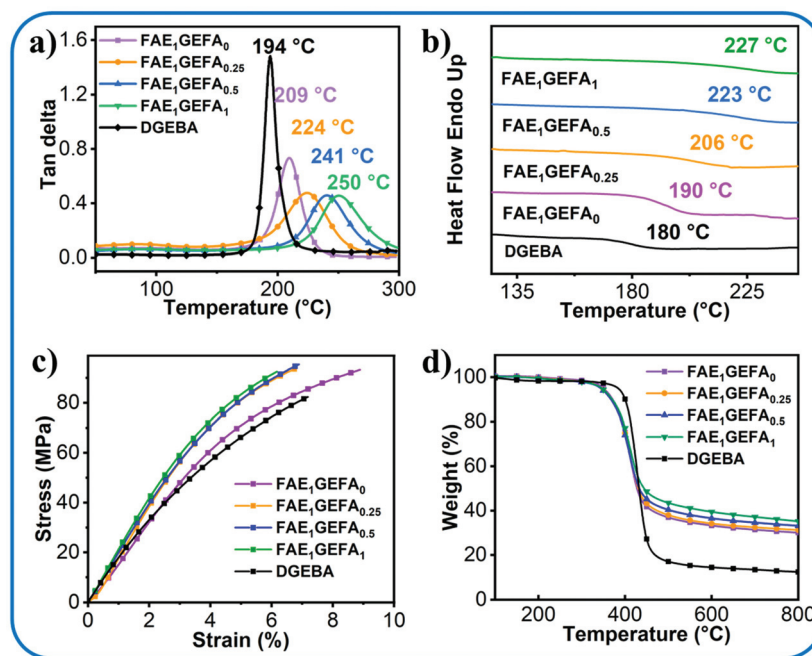 a)
FAE₁GEFA₀
FAE₁GEFA₀.₂₅
FAE₁GEFA₀.₅
FAE₁GEFA₁
DGEBA
194 °C
209 °C
224 °C
241 °C
250 °C
Tan delta
1.6
1.2
0.8
0.4
0.0
100
200
300
Temperature (°C)
b)
227 °C
FAE₁GEFA₁
223 °C
FAE₁GEFA₀.₅
206 °C
FAE₁GEFA₀.₂₅
190 °C
FAE₁GEFA₀
180 °C
DGEBA
Heat Flow Endo Up
135
180
225
Temperature (°C)
c)
Stress (MPa)
90
60
30
0
FAE₁GEFA₀
FAE₁GEFA₀.₂₅
FAE₁GEFA₀.₅
FAE₁GEFA₁
DGEBA
0
2
4
6
8
10
Strain (%)
d)
Weight (%)
100
80
60
40
20
0
FAE₁GEFA₀
FAE₁GEFA₀.₂₅
FAE₁GEFA₀.₅
FAE₁GEFA₁
DGEBA
200
400
600
800
Temperature (°C)